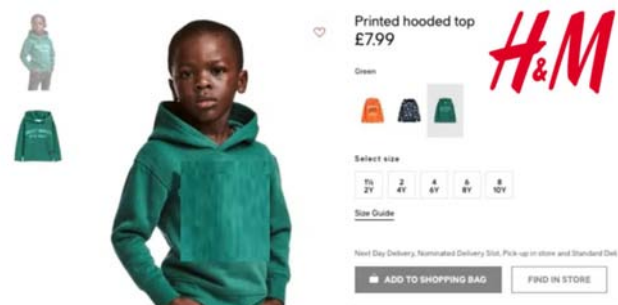 Printed hooded top
£7.99
H&M
Green
Select size
1½ 2 4 6 8
2Y 4Y 6Y 8Y 10Y
Size Guide
Next Day Delivery, Nominated Delivery Slot, Pick-up in store and Standard Del
ADD TO SHOPPING BAG
FIND IN STORE